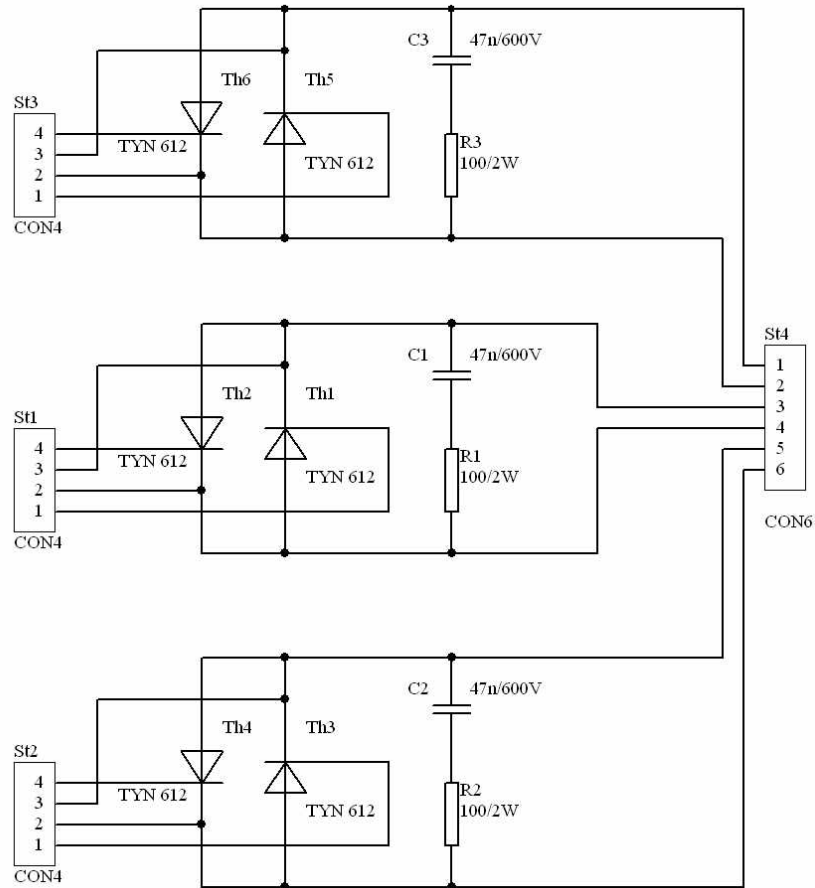 C3 47n/600V
Th6 Th5
St3
4
3
2
1
CON4
TYN 612
TYN 612
R3
100/2W
St4
1
2
3
4
5
6
CON6
C1 47n/600V
Th2 Th1
St1
4
3
2
1
CON4
TYN 612
TYN 612
R1
100/2W
C2 47n/600V
Th4 Th3
St2
4
3
2
1
CON4
TYN 612
TYN 612
R2
100/2W